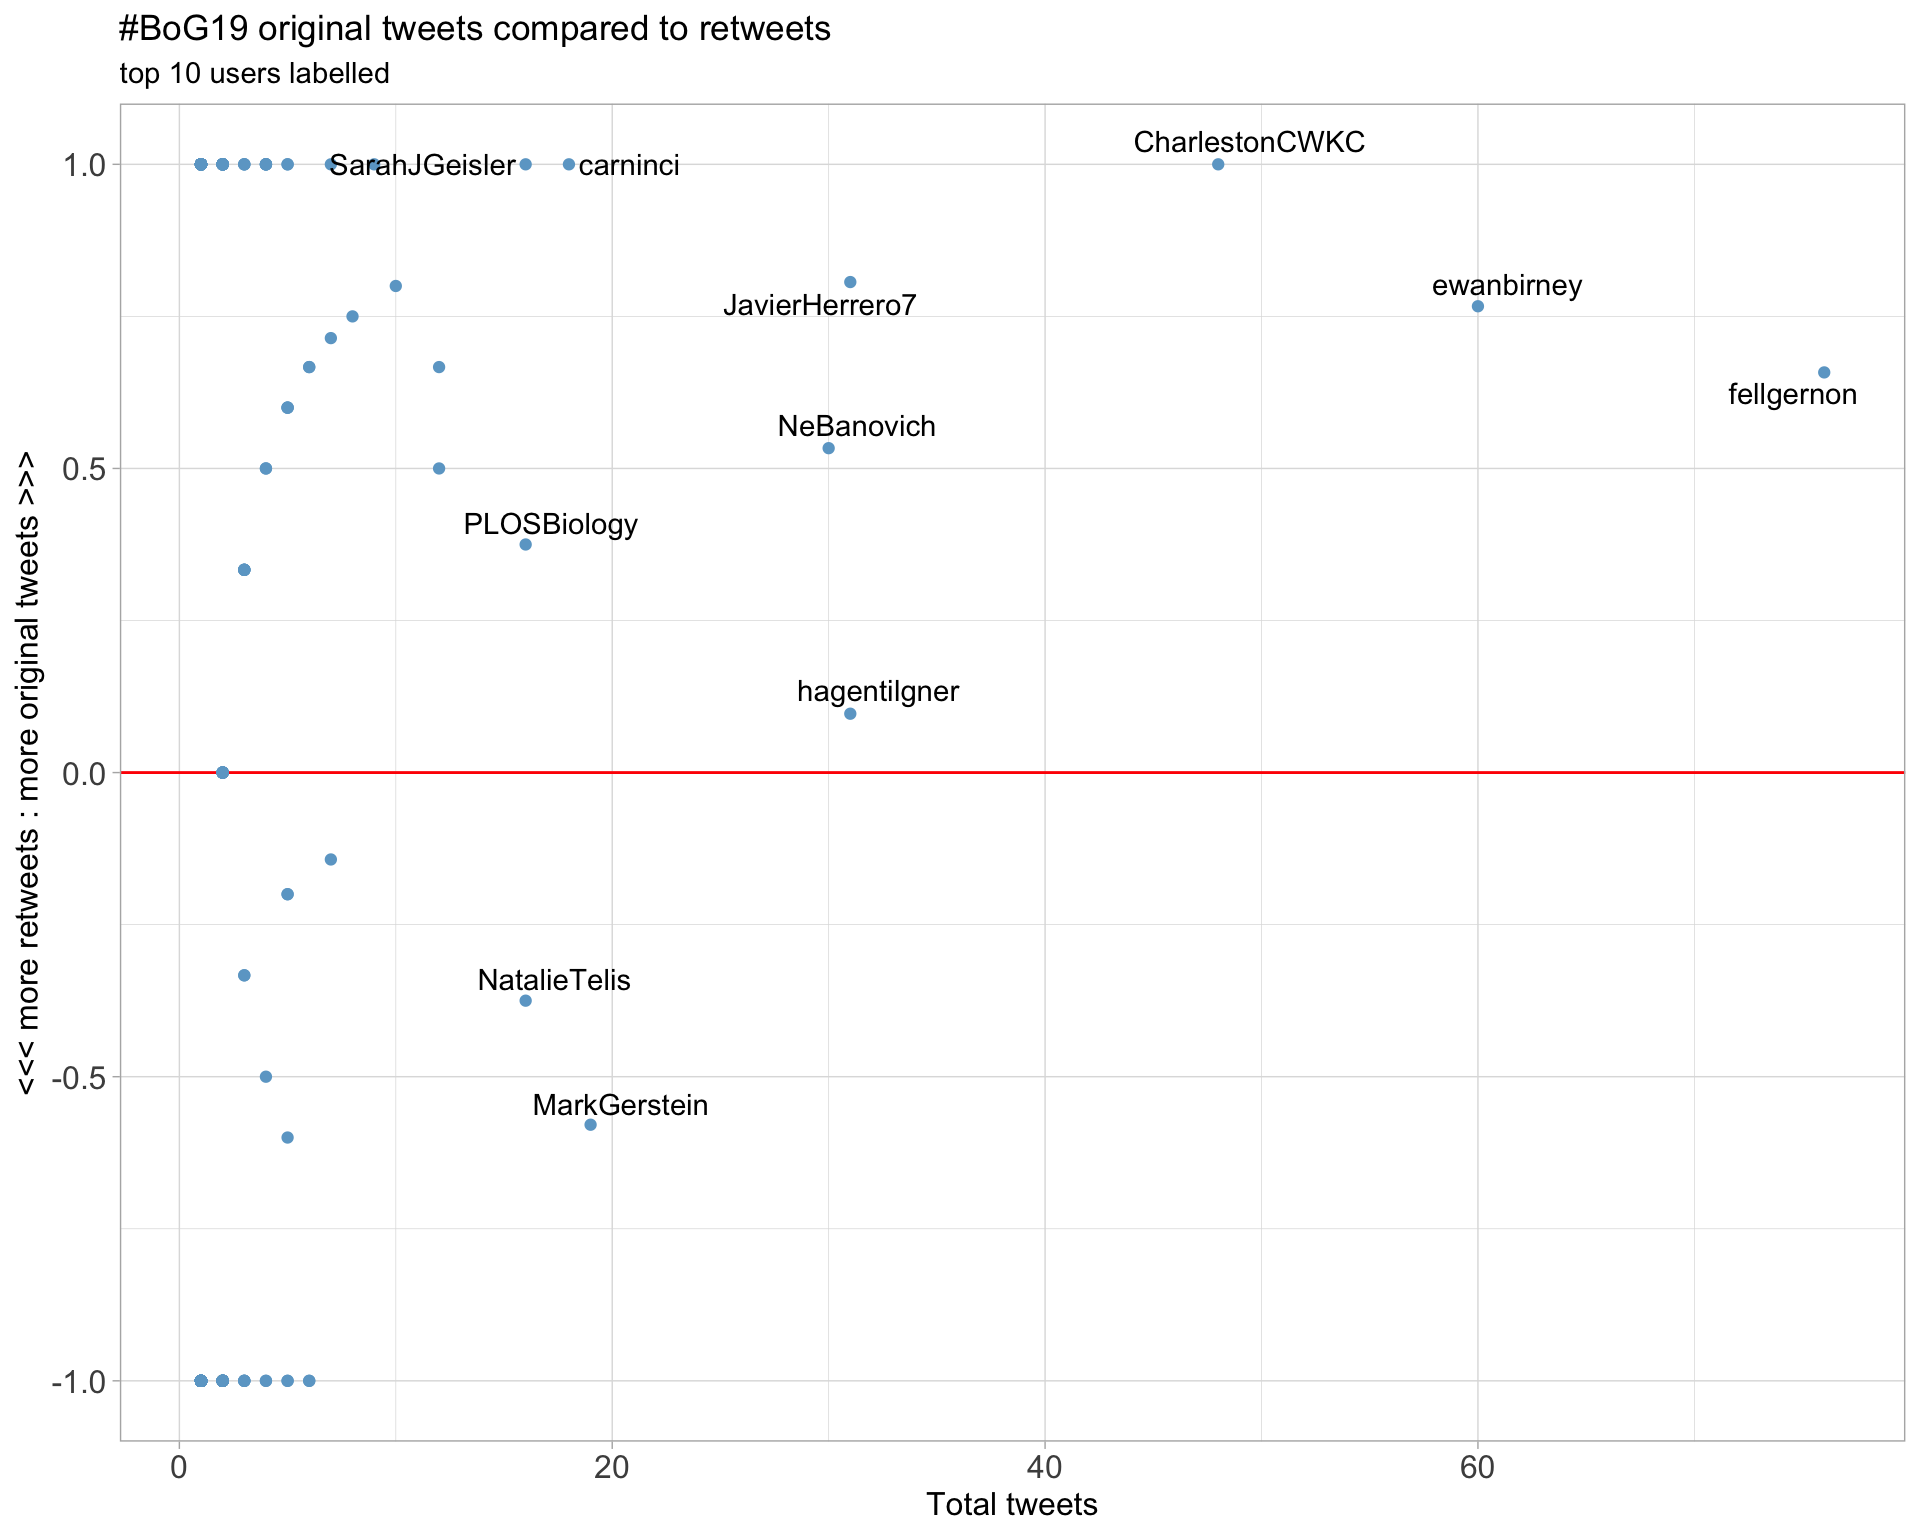 #BoG19 original tweets compared to retweets
top 10 users labelled
CharlestonCWKC
1.0
SarahJGeisler
carninci
ewanbirney
JavierHerrero7
fellgernon
NeBanovich
0.5
PLOSBiology
<<< more retweets : more original tweets >>>
hagentilgner
0.0
NatalieTelis
-0.5
MarkGerstein
-1.0
0
20
40
60
Total tweets